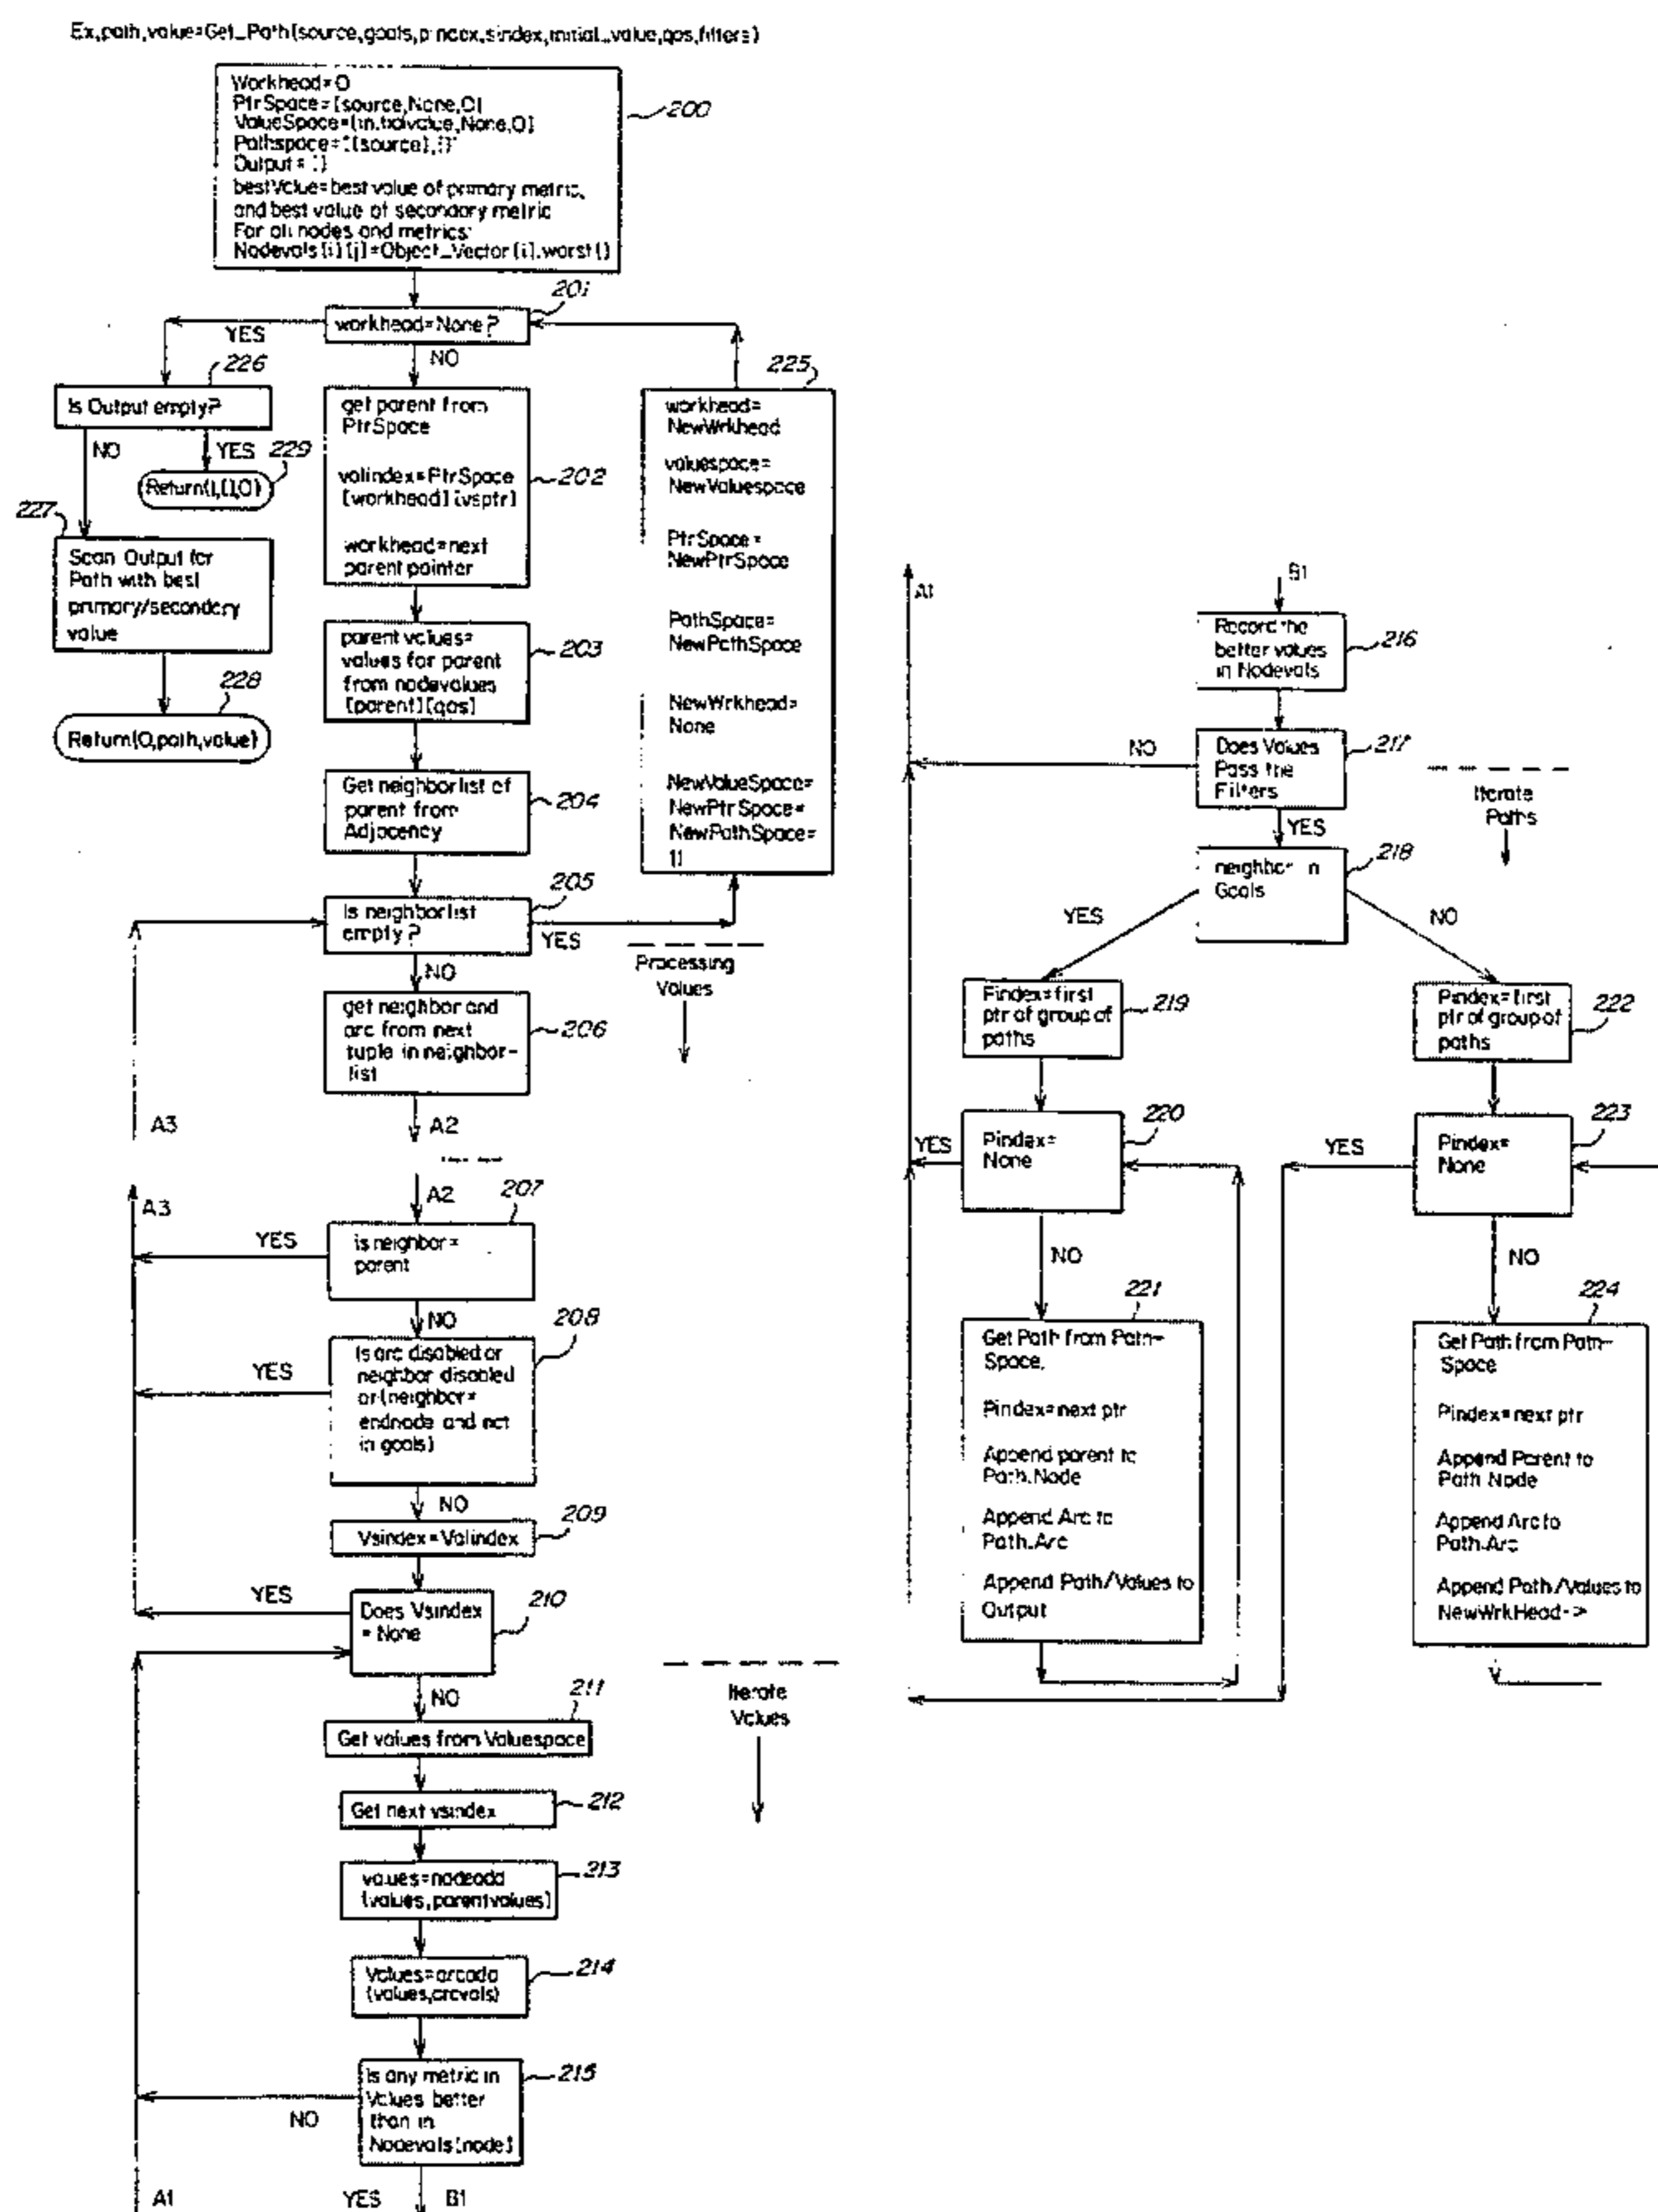 Ex,path,value=Get_Path(source,goals,pindex,sindex,initial_value,qos,filters)
Workhead=0
PtrSpace=[source,None,0]
ValueSpace=[initialvalue,None,0]
Pathspace=
Output=[]
bestValue=best value of primary metric,
and best value of secondary metric
For all nodes and metrics:
Nodevals[i][j]=Object_Vector[i].worst()
200
201
workhead=None?
YES
NO
226
Is Output empty?
NO
YES
229
Return(1,[],0)
227
Scan Output for
Path with best
primary/secondary
value
228
Return(0,path,value)
get parent from
PtrSpace
valindex=PtrSpace
[workhead][vsptr]
workhead=next
parent pointer
202
parent values=
values for parent
from nodevalues
[parent][qos]
203
Get neighborlist of
parent from
Adjacency
204
205
Is neighborlist
empty?
YES
NO
get neighbor and
arc from next
tuple in neighbor-
list
206
225
workhead=
NewWrkhead
valuespace=
NewValuespace
PtrSpace=
NewPtrSpace
PathSpace=
NewPathSpace
NewWrkhead=
None
NewValueSpace=
NewPtrSpace=
NewPathSpace=
[]
Processing
Values
A3
A2
A3
A2
207
is neighbor=
parent
YES
NO
208
Is arc disabled or
neighbor disabled
or (neighbor=
endnode and not
in goals)
YES
NO
209
Vsindex=Valindex
YES
Does Vsindex
= None
210
NO
211
Get values from Valuespace
Iterate
Values
Get next vsindex
212
values=nodeadd
(values,parentvalues)
213
Values=arcadd
(values,arcvals)
214
Is any metric in
Values better
than in
Nodevals[node]
215
NO
A1
YES
B1
A1
B1
Record the
better values
in Nodevals
216
NO
Does Values
Pass the
Filters
217
YES
Iterate
Paths
neighbor in
Goals
218
YES
NO
Pindex=first
ptr of group of
paths
219
Pindex=first
ptr of group of
paths
222
YES
Pindex=
None
220
YES
Pindex=
None
223
NO
NO
221
Get Path from Path-
Space.
Pindex=next ptr
Append parent to
Path.Node
Append Arc to
Path.Arc
Append Path/Values to
Output
224
Get Path from Path-
Space
Pindex=next ptr
Append Parent to
Path.Node
Append Arc to
Path.Arc
Append Path/Values to
NewWrkHead->